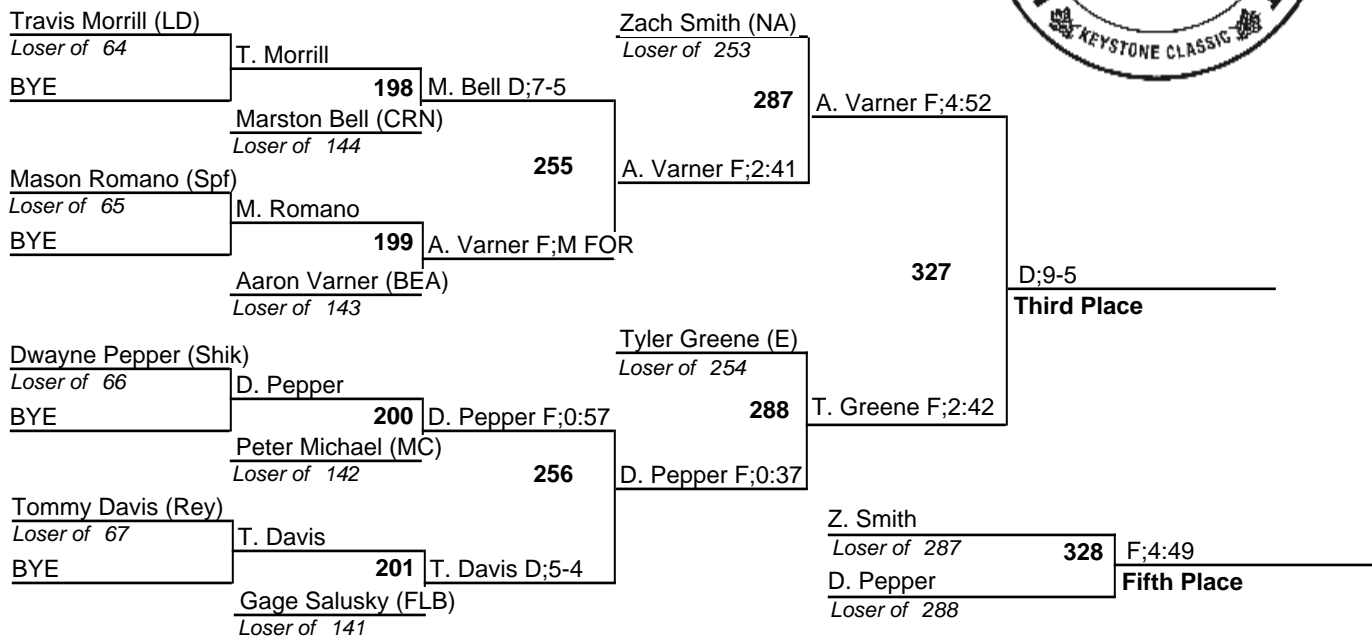 Travis Morrill (LD)
Loser of 64
T. Morrill
BYE
198
M. Bell D;7-5
Marston Bell (CRN)
Loser of 144
255
Mason Romano (Spf)
Loser of 65
M. Romano
BYE
199
A. Varner F;M FOR
Aaron Varner (BEA)
Loser of 143
Zach Smith (NA)
Loser of 253
287
A. Varner F;4:52
A. Varner F;2:41
KEYSTONE CLASSIC
327
D;9-5
Third Place
Dwayne Pepper (Shik)
Loser of 66
D. Pepper
BYE
200
D. Pepper F;0:57
Peter Michael (MC)
Loser of 142
256
Tommy Davis (Rey)
Loser of 67
T. Davis
BYE
201
T. Davis D;5-4
Gage Salusky (FLB)
Loser of 141
Tyler Greene (E)
Loser of 254
288
T. Greene F;2:42
D. Pepper F;0:37
Z. Smith
Loser of 287
328
F;4:49
D. Pepper
Fifth Place
Loser of 288